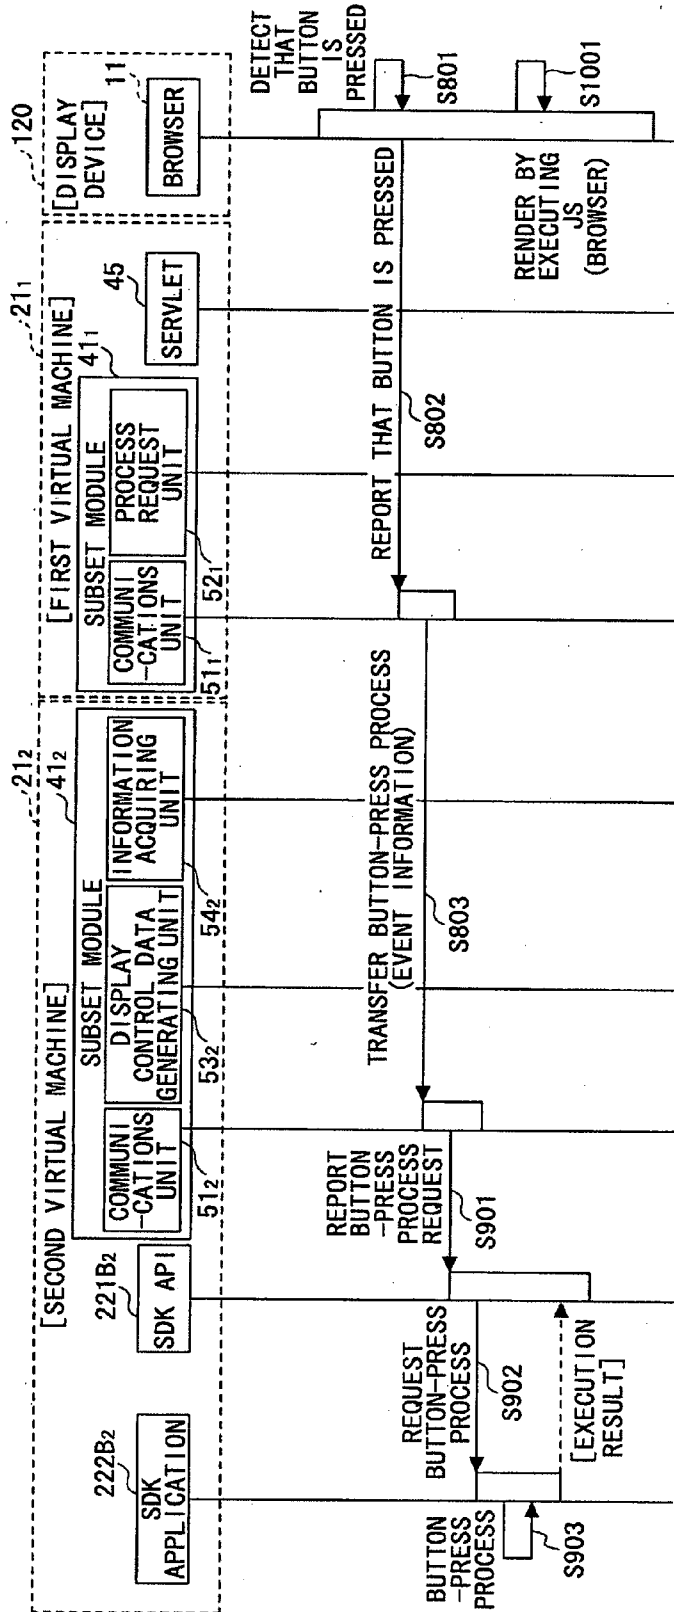 [SECOND VIRTUAL MACHINE]
21₂
[FIRST VIRTUAL MACHINE]
21₁
[DISPLAY
DEVICE]
120
222B₂
SDK
APPLICATION
221B₂
SDK API
SUBSET MODULE
41₂
COMMUNI
-CATIONS
UNIT
51₂
DISPLAY
CONTROL DATA
GENERATING UNIT
53₂
INFORMATION
ACQUIRING
UNIT
54₂
SUBSET MODULE
41₁
COMMUNI
-CATIONS
UNIT
51₁
PROCESS
REQUEST
UNIT
52₁
45
SERVLET
11
BROWSER
DETECT
THAT
BUTTON
IS
PRESSED
S801
REPORT THAT BUTTON IS PRESSED
S802
TRANSFER BUTTON-PRESS PROCESS
(EVENT INFORMATION)
S803
REPORT
BUTTON
-PRESS
PROCESS
REQUEST
S901
REQUEST
BUTTON-PRESS
PROCESS
S902
BUTTON
-PRESS
PROCESS
S903
[EXECUTION
RESULT]
RENDER BY
EXECUTING
JS
(BROWSER)
S1001